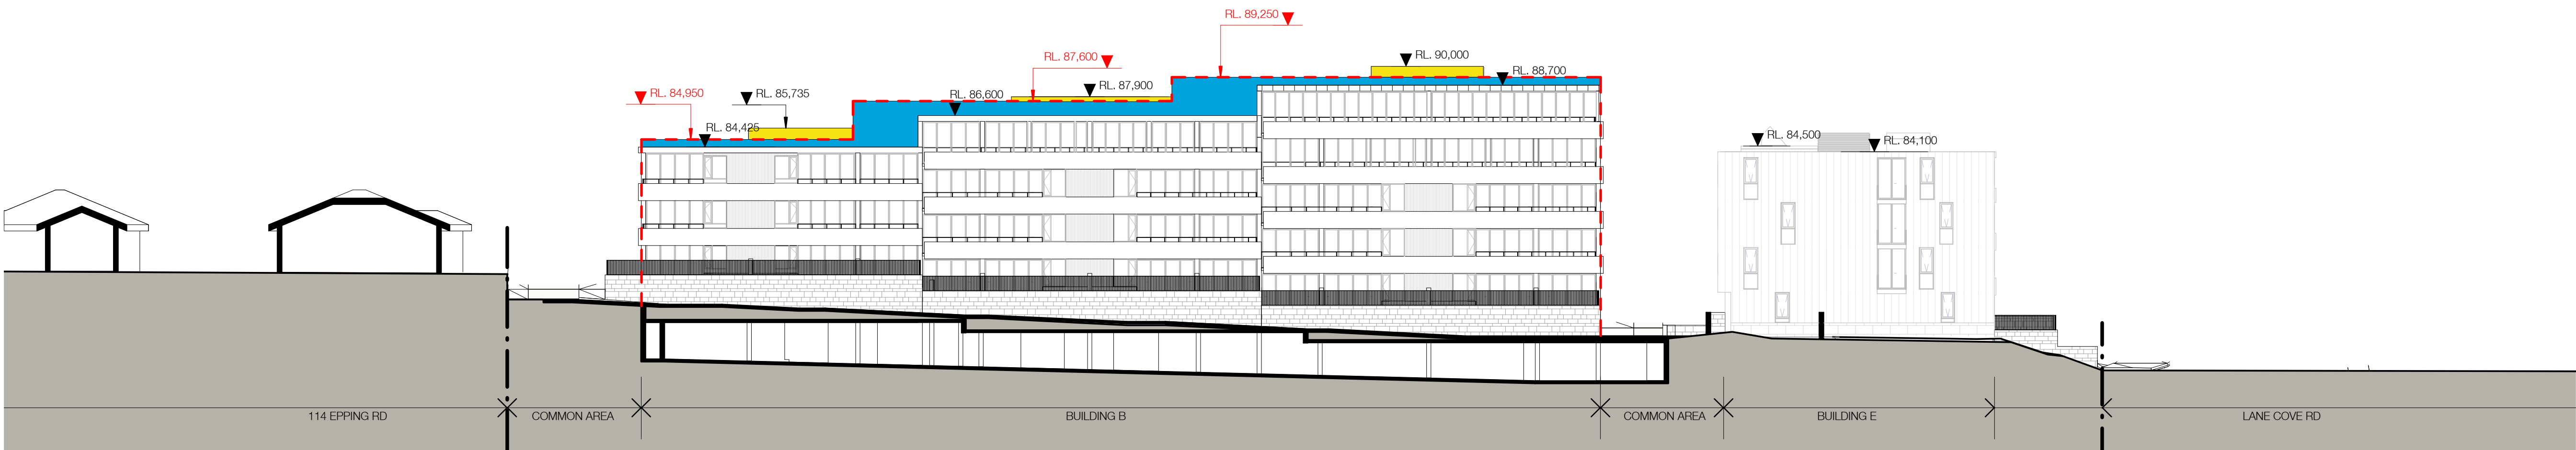 RL. 89,250
RL. 87,600
RL. 90,000
RL. 88,700
RL. 84,950
RL. 85,735
RL. 86,600
RL. 87,900
RL. 84,425
RL. 84,500
RL. 84,100
114 EPPING RD
COMMON AREA
BUILDING B
COMMON AREA
BUILDING E
LANE COVE RD